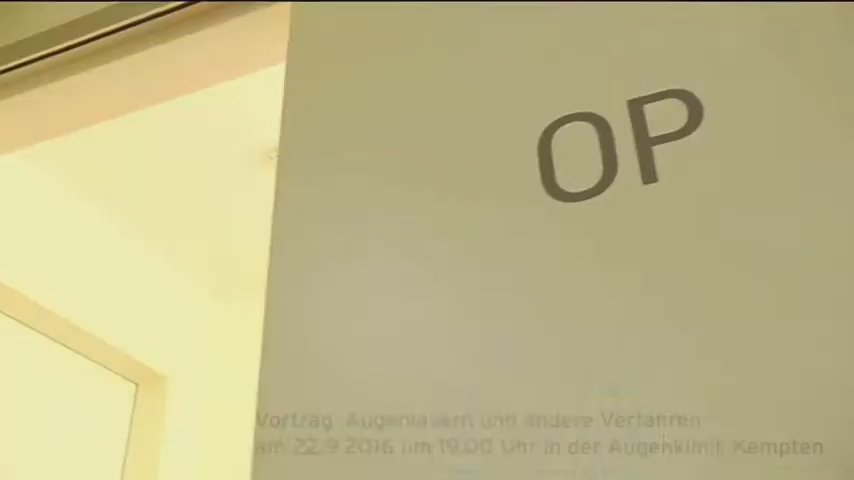 OP
Vortrag Augenlasern und andere Verfahren
am 22.9.2016 um 19.00 Uhr in der Augenklinik Kempten